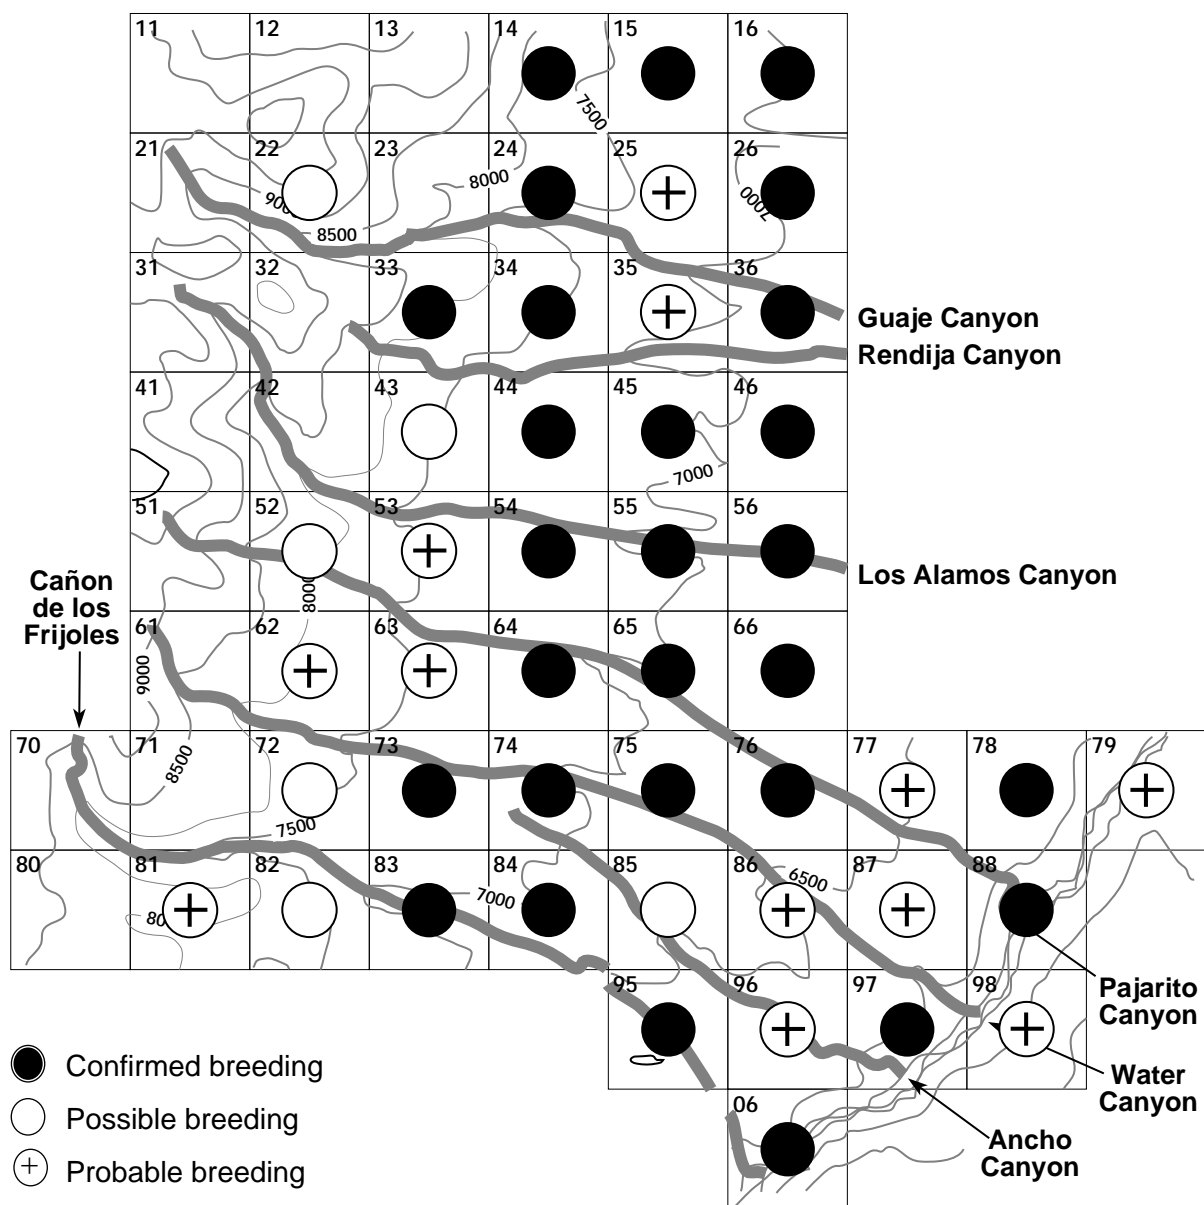 11 12 13 14 15 16
7500
21 22 23 24 25 26
8000
9000
7000
8500
31 32 33 34 35 36
Guaje Canyon
Rendija Canyon
41 42 43 44 45 46
7000
51 52 53 54 55 56
Los Alamos Canyon
Cañon
de los
Frijoles
8000
61 62 63 64 65 66
9000
70 71 72 73 74 75 76 77 78 79
8500
7500
80 81 82 83 84 85 86 87 88
6500
7000
80
95 96 97 98
Pajarito
Canyon
Water
Canyon
06
Ancho
Canyon
Confirmed breeding
Possible breeding
Probable breeding